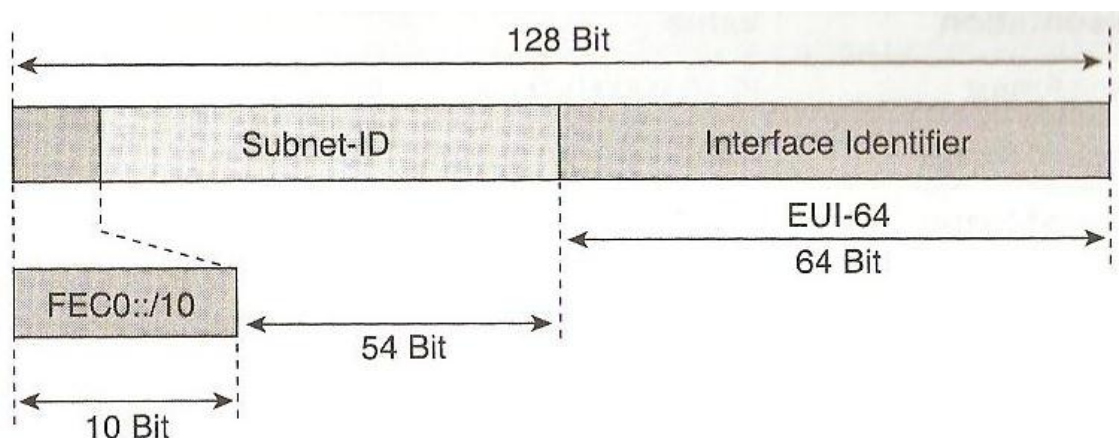 128 Bit
Subnet-ID
Interface Identifier
EUI-64
64 Bit
FEC0::/10
54 Bit
10 Bit